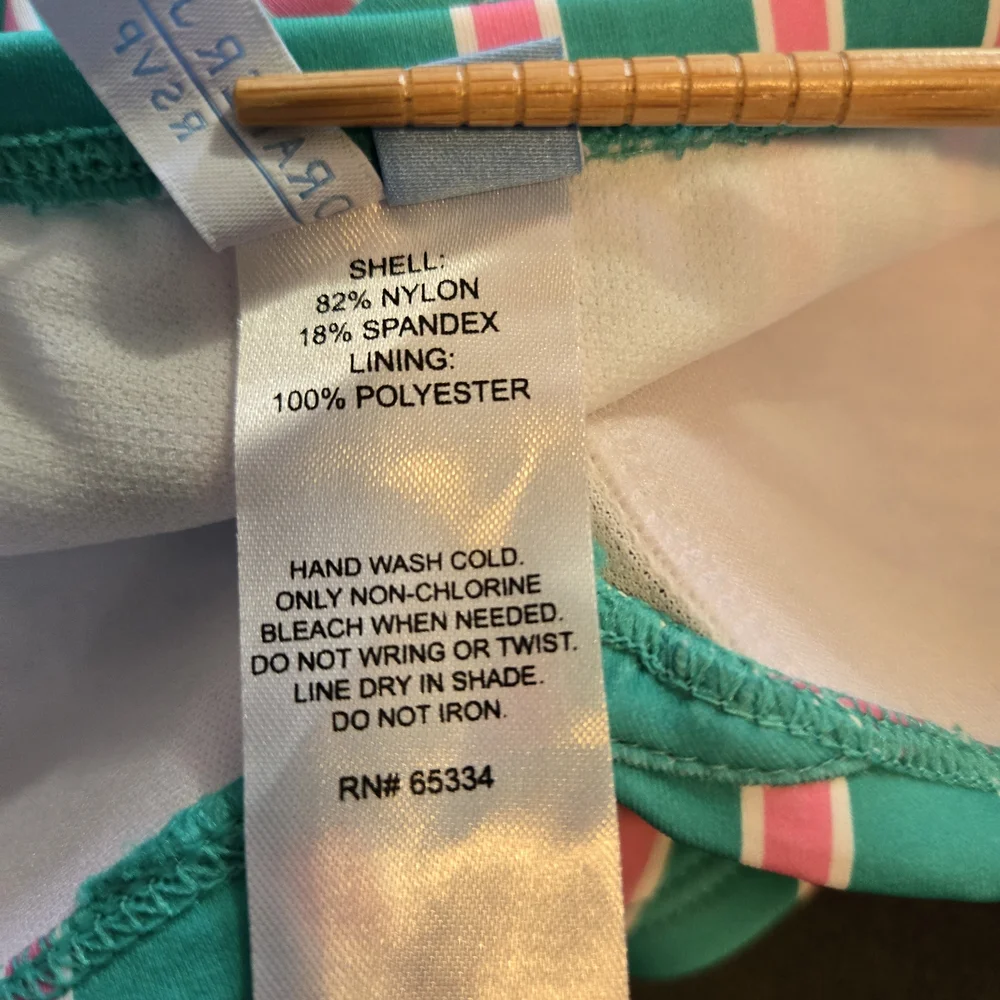 SHELL:
82% NYLON
18% SPANDEX
LINING:
100% POLYESTER
HAND WASH COLD.
ONLY NON-CHLORINE
BLEACH WHEN NEEDED.
DO NOT WRING OR TWIST.
LINE DRY IN SHADE.
DO NOT IRON.
RN# 65334